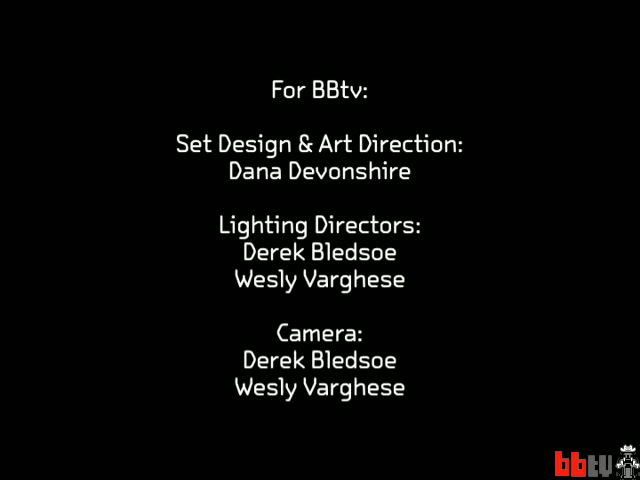 For BBtv:
Set Design & Art Direction:
Dana Devonshire
Lighting Directors:
Derek Bledsoe
Wesly Varghese
Camera:
Derek Bledsoe
Wesly Varghese
bbtv